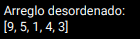 Arreglo desordenado:
[9, 5, 1, 4, 3]